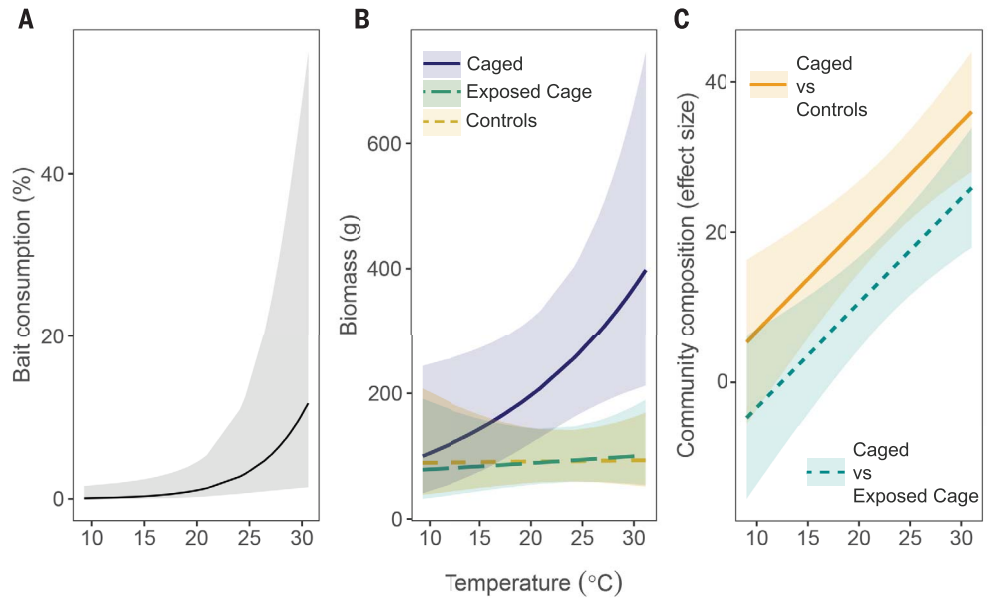 A
B
C
Bait consumption (%)
40
20
0
10 15 20 25 30
Biomass (g)
600
400
200
0
10 15 20 25 30
Caged
Exposed Cage
Controls
Community composition (effect size)
40
20
0
10 15 20 25 30
Caged
vs
Controls
Caged
vs
Exposed Cage
Temperature (°C)